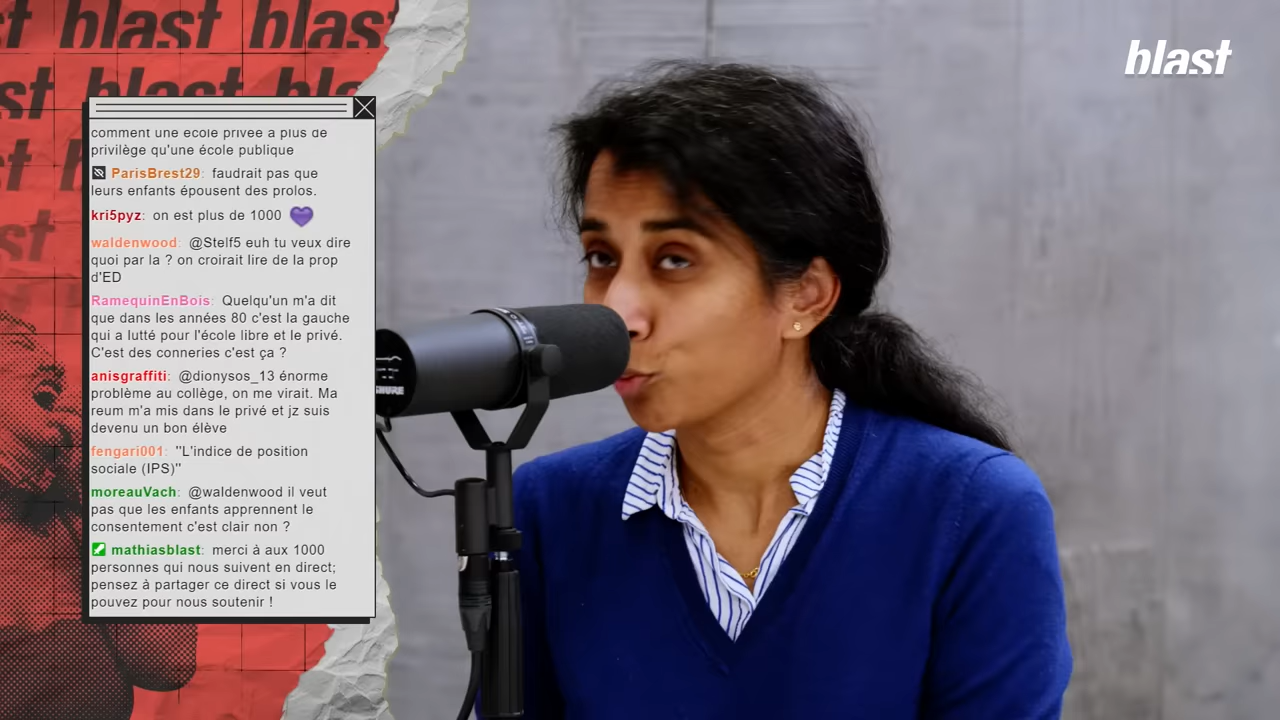 blast blast
blast
comment une école privée a plus de
privilège qu'une école publique
ParisBrest29: faudrait pas que
leurs enfants épousent des prolos.
kri5pyz: on est plus de 1000
waldenwood: @Stelf5 euh tu veux dire
quoi par la ? on croirait lire de la prop
d'ED
RamequinEnBois: Quelqu'un m'a dit
que dans les années 80 c'est la gauche
qui a lutté pour l'école libre et le privé.
C'est des conneries c'est ça ?
anisgraffiti: @dionysos_13 énorme
problème au collège, on me virait. Ma
reum m'a mis dans le privé et jz suis
devenu un bon élève
fengari001: "L'indice de position
sociale (IPS)"
moreauVach: @waldenwood il veut
pas que les enfants apprennent le
consentement c'est clair non ?
mathiasblast: merci à aux 1000
personnes qui nous suivent en direct;
pensez à partager ce direct si vous le
pouvez pour nous soutenir !
SHURE